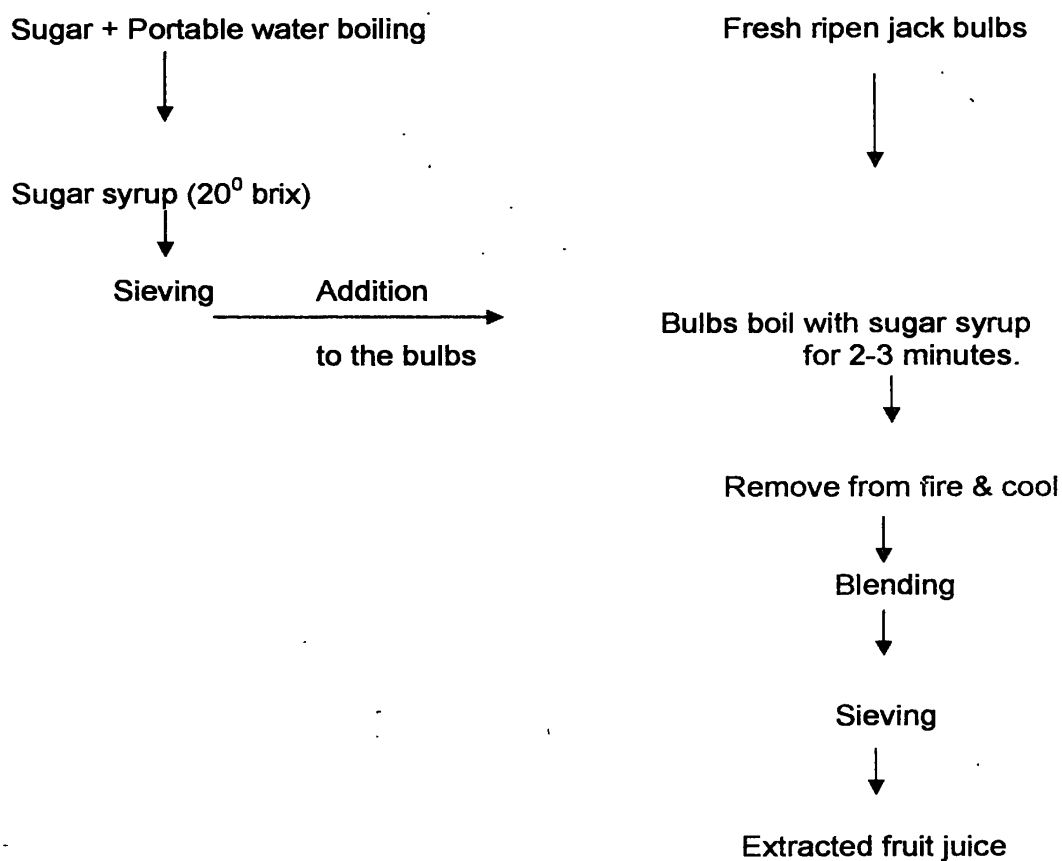 Sugar + Portable water boiling
Sugar syrup (20⁰ brix)
Sieving
Addition
to the bulbs
Fresh ripen jack bulbs
Bulbs boil with sugar syrup
for 2-3 minutes.
Remove from fire & cool
Blending
Sieving
Extracted fruit juice